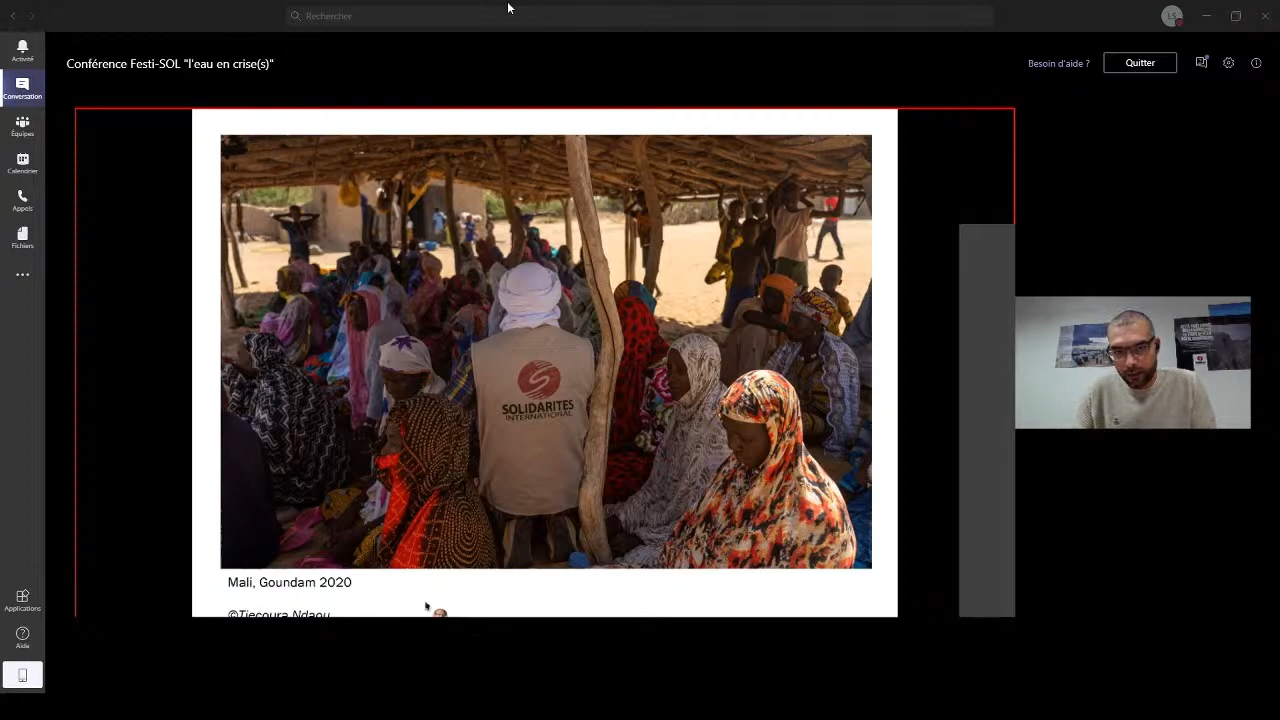 Rechercher
LS
Activité
Conférence Festi-SOL "l'eau en crise(s)"
Besoin d'aide ?
Quitter
Conversation
Équipes
Calendrier
Appels
Fichiers
SOLIDARITES
INTERNATIONAL
Mali, Goundam 2020
©Tiecoura Ndaou
Applications
Aide